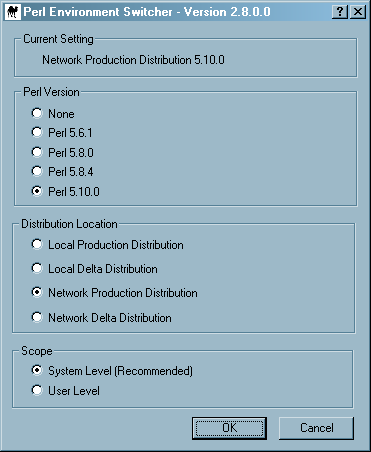 Perl Environment Switcher - Version 2.8.0.0
Current Setting
Network Production Distribution 5.10.0
Perl Version
None
Perl 5.6.1
Perl 5.8.0
Perl 5.8.4
Perl 5.10.0
Distribution Location
Local Production Distribution
Local Delta Distribution
Network Production Distribution
Network Delta Distribution
Scope
System Level (Recommended)
User Level
OK
Cancel